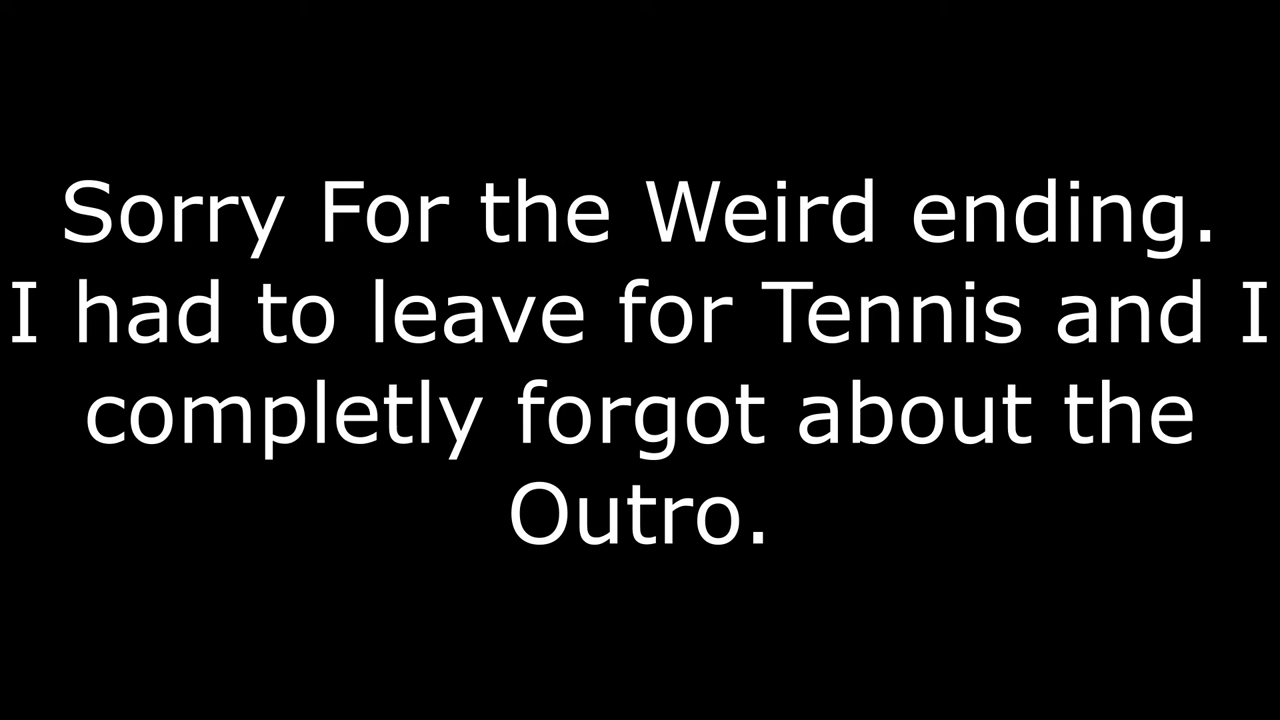 Sorry For the Weird ending.
I had to leave for Tennis and I
completly forgot about the
Outro.